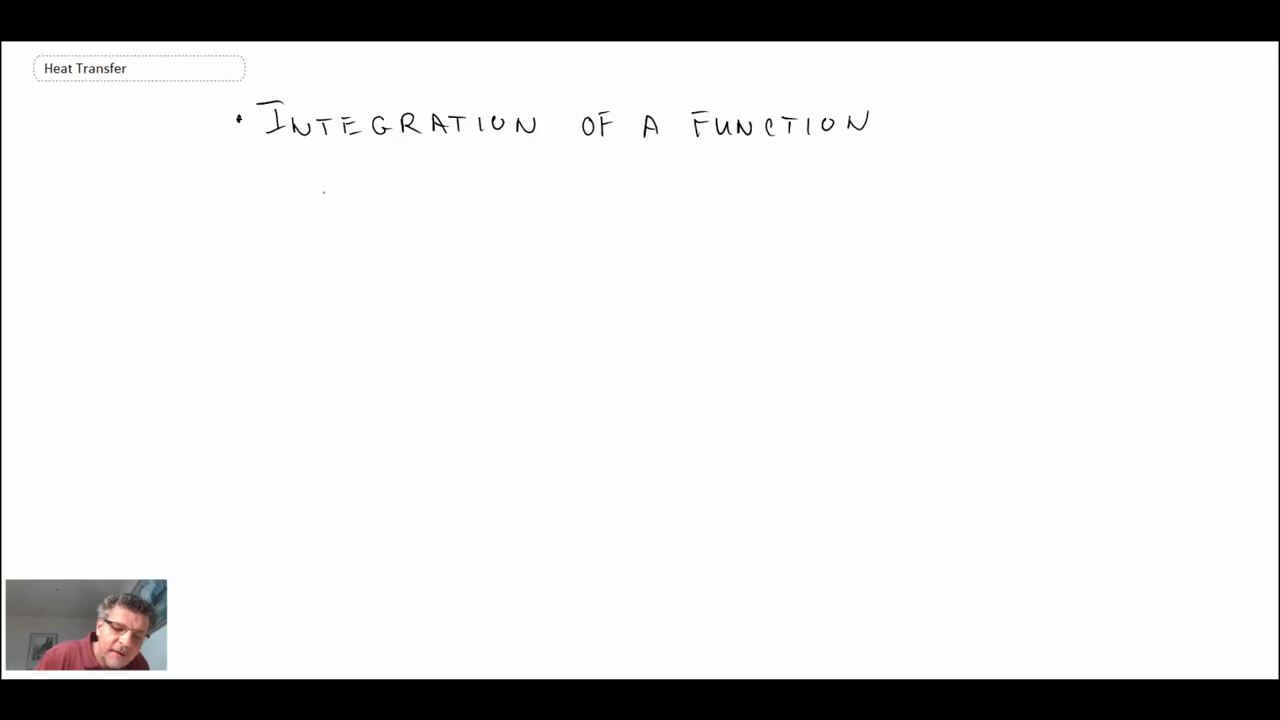 Heat Transfer
• INTEGRATION OF A FUNCTION